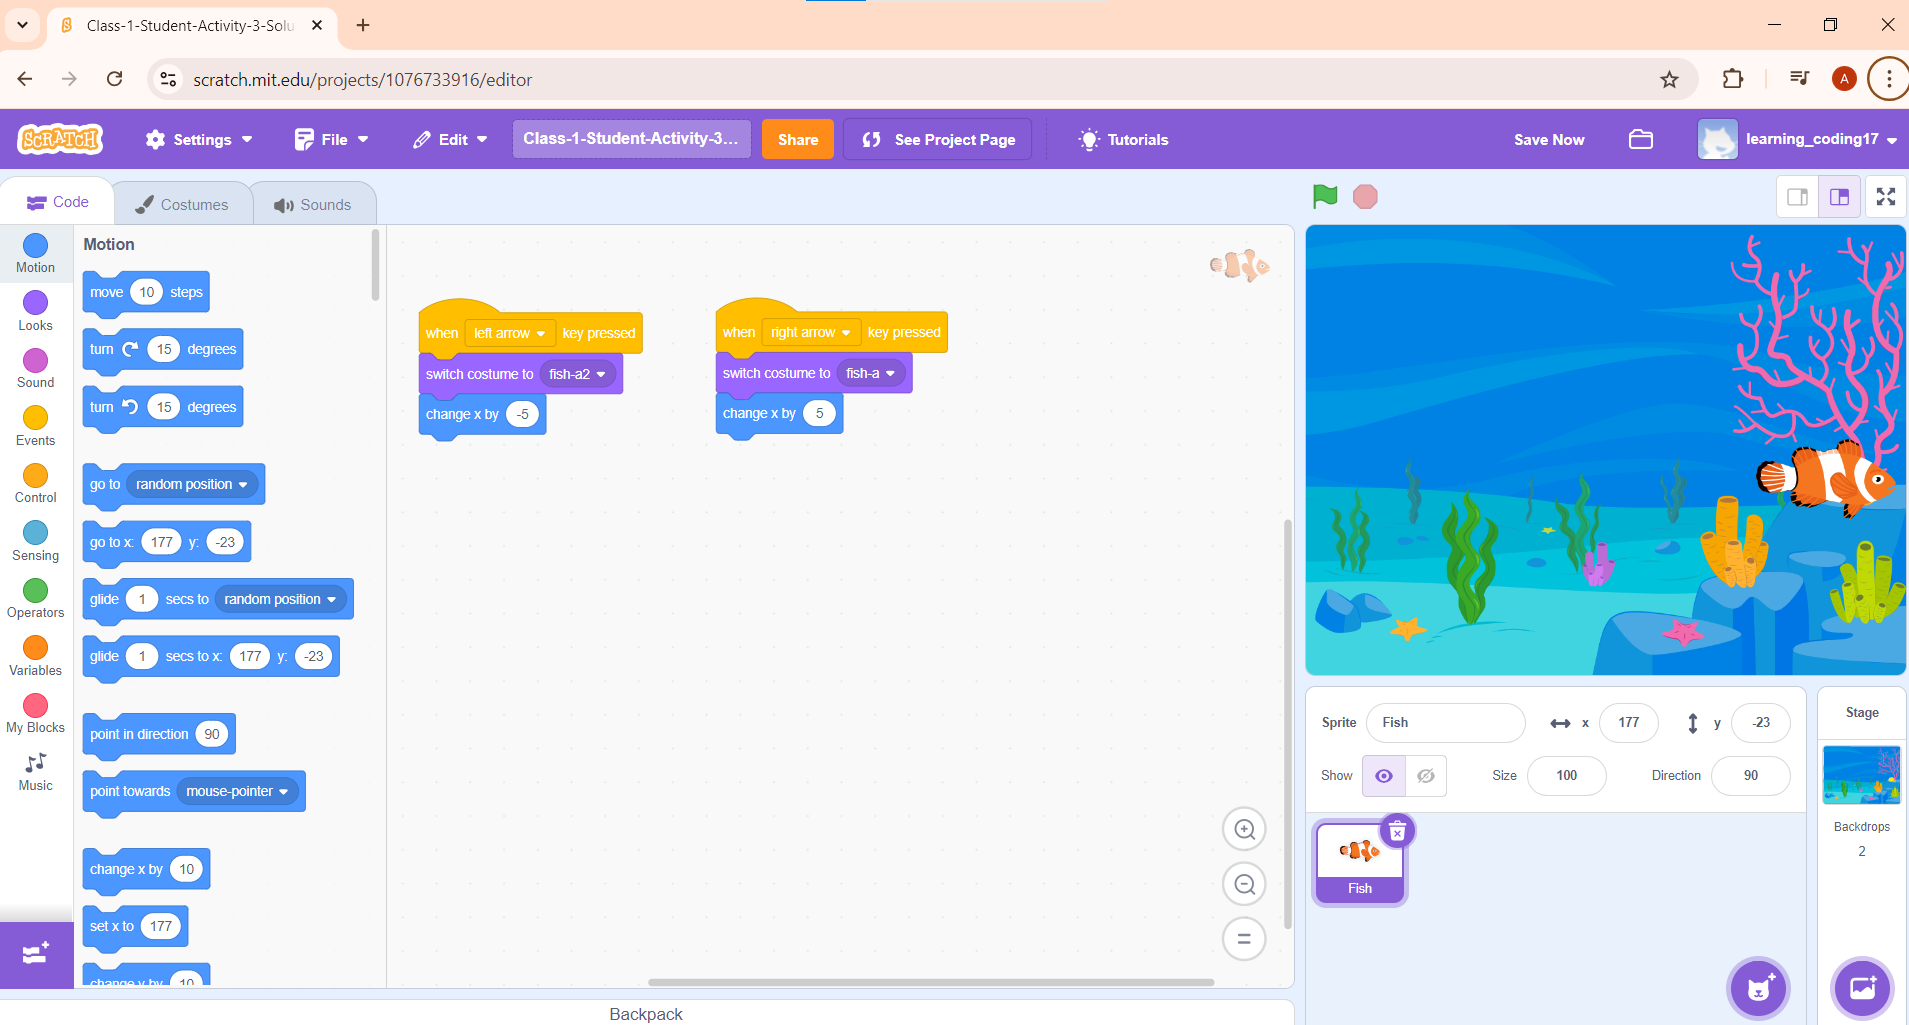 Class-1-Student-Activity-3-Solu
scratch.mit.edu/projects/1076733916/editor
A
SCRATCH
Settings
File
Edit
Class-1-Student-Activity-3...
Share
See Project Page
Tutorials
Save Now
learning_coding17
Code
Costumes
Sounds
Motion
Looks
Sound
Events
Control
Sensing
Operators
Variables
My Blocks
Music
Motion
move 10 steps
turn 15 degrees
turn 15 degrees
go to random position
go to x: 177 y: -23
glide 1 secs to random position
glide 1 secs to x: 177 y: -23
point in direction 90
point towards mouse-pointer
change x by 10
set x to 177
change y by 10
when left arrow key pressed
switch costume to fish-a2
change x by -5
when right arrow key pressed
switch costume to fish-a
change x by 5
Backpack
Sprite Fish x 177 y -23
Show Size 100 Direction 90
Fish
Stage
Backdrops
2